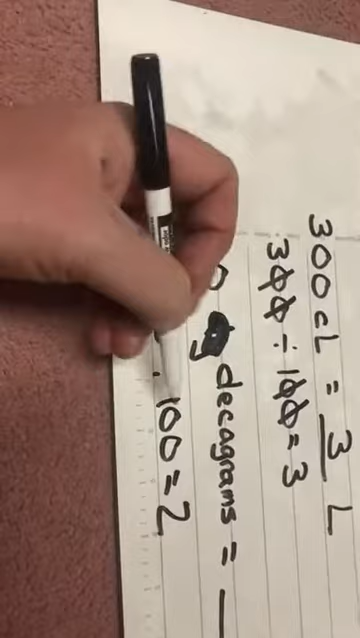 300 cL = 3 L
300 ÷ 100 = 3
decagrams =
100 = 2